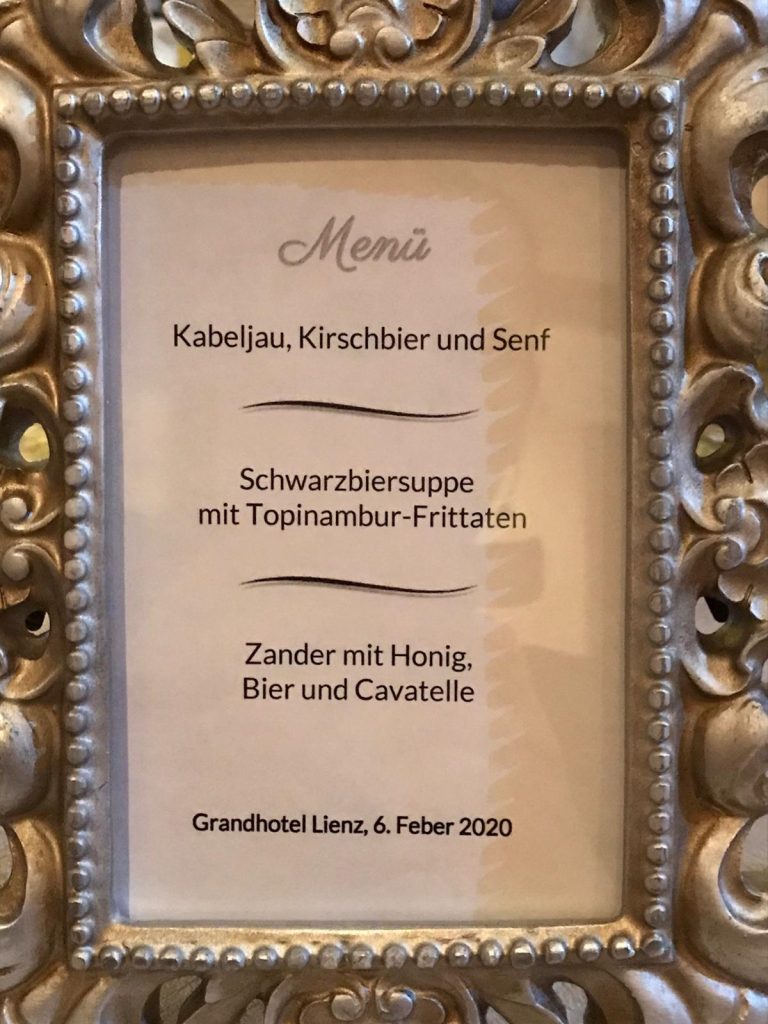 Menü
Kabeljau, Kirschbier und Senf
Schwarzbiersuppe
mit Topinambur-Frittaten
Zander mit Honig,
Bier und Cavatelle
Grandhotel Lienz, 6. Feber 2020